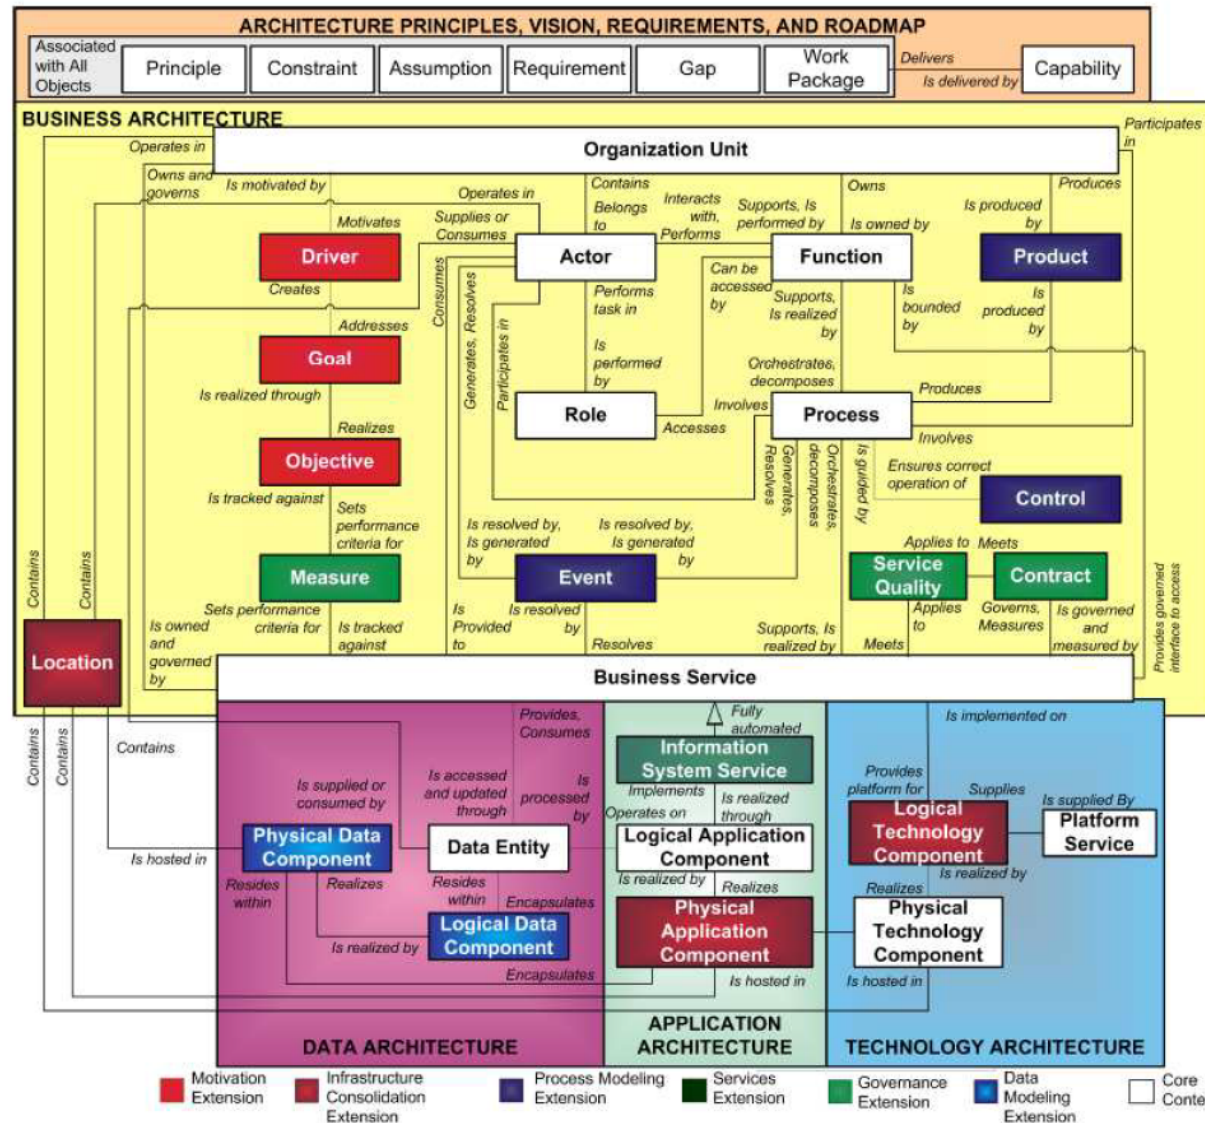 ARCHITECTURE PRINCIPLES, VISION, REQUIREMENTS, AND ROADMAP
Associated
with All
Objects
Principle
Constraint
Assumption
Requirement
Gap
Work
Package
Delivers
Is delivered by
Capability
BUSINESS ARCHITECTURE
Participates
in
Operates in
Organization Unit
Owns and
governs
Is motivated by
Operates in
Contains
Belongs
to
Interacts
with,
Performs
Supports, Is
performed by
Owns
Is owned by
Produces
Is produced
by
Motivates
Supplies or
Consumes
Driver
Actor
Function
Product
Creates
Consumes
Generates, Resolves
Participates in
Performs
task in
Can be
accessed
by
Supports,
Is realized
by
Is
bounded
by
Is
produced
by
Addresses
Goal
Is realized through
Is
performed
by
Orchestrates,
decomposes
Produces
Realizes
Role
Involves
Process
Accesses
Involves
Objective
Is tracked against
Generates,
Resolves
Orchestrates,
decomposes
Is guided by
Ensures correct
operation of
Control
Sets
performance
criteria for
Is resolved by,
Is generated
by
Is resolved by,
Is generated
by
Applies to
Meets
Measure
Event
Service
Quality
Contract
Contains
Contains
Provides governed
interface to access
Sets performance
criteria for
Is tracked
against
Is
Provided
to
Is resolved
by
Resolves
Supports, Is
realized by
Meets
Applies
to
Governs,
Measures
Is governed
and
measured by
Location
Is owned
and
governed
by
Business Service
Contains
Contains
Contains
Provides,
Consumes
Fully
automated
Is implemented on
Is supplied or
consumed by
Is accessed
and updated
through
Is
processed
by
Information
System Service
Implements
Is realized
through
Operates on
Provides
platform for
Supplies
Is supplied By
Physical Data
Component
Data Entity
Logical Application
Component
Logical
Technology
Component
Platform
Service
Is hosted in
Resides
within
Realizes
Resides
within
Encapsulates
Is realized by
Realizes
Is realized by
Realizes
Logical Data
Component
Is realized by
Encapsulates
Physical
Application
Component
Physical
Technology
Component
Is hosted in
Is hosted in
DATA ARCHITECTURE
APPLICATION
ARCHITECTURE
TECHNOLOGY ARCHITECTURE
Motivation
Extension
Infrastructure
Consolidation
Extension
Process Modeling
Extension
Services
Extension
Governance
Extension
Data
Modeling
Extension
Core
Conte